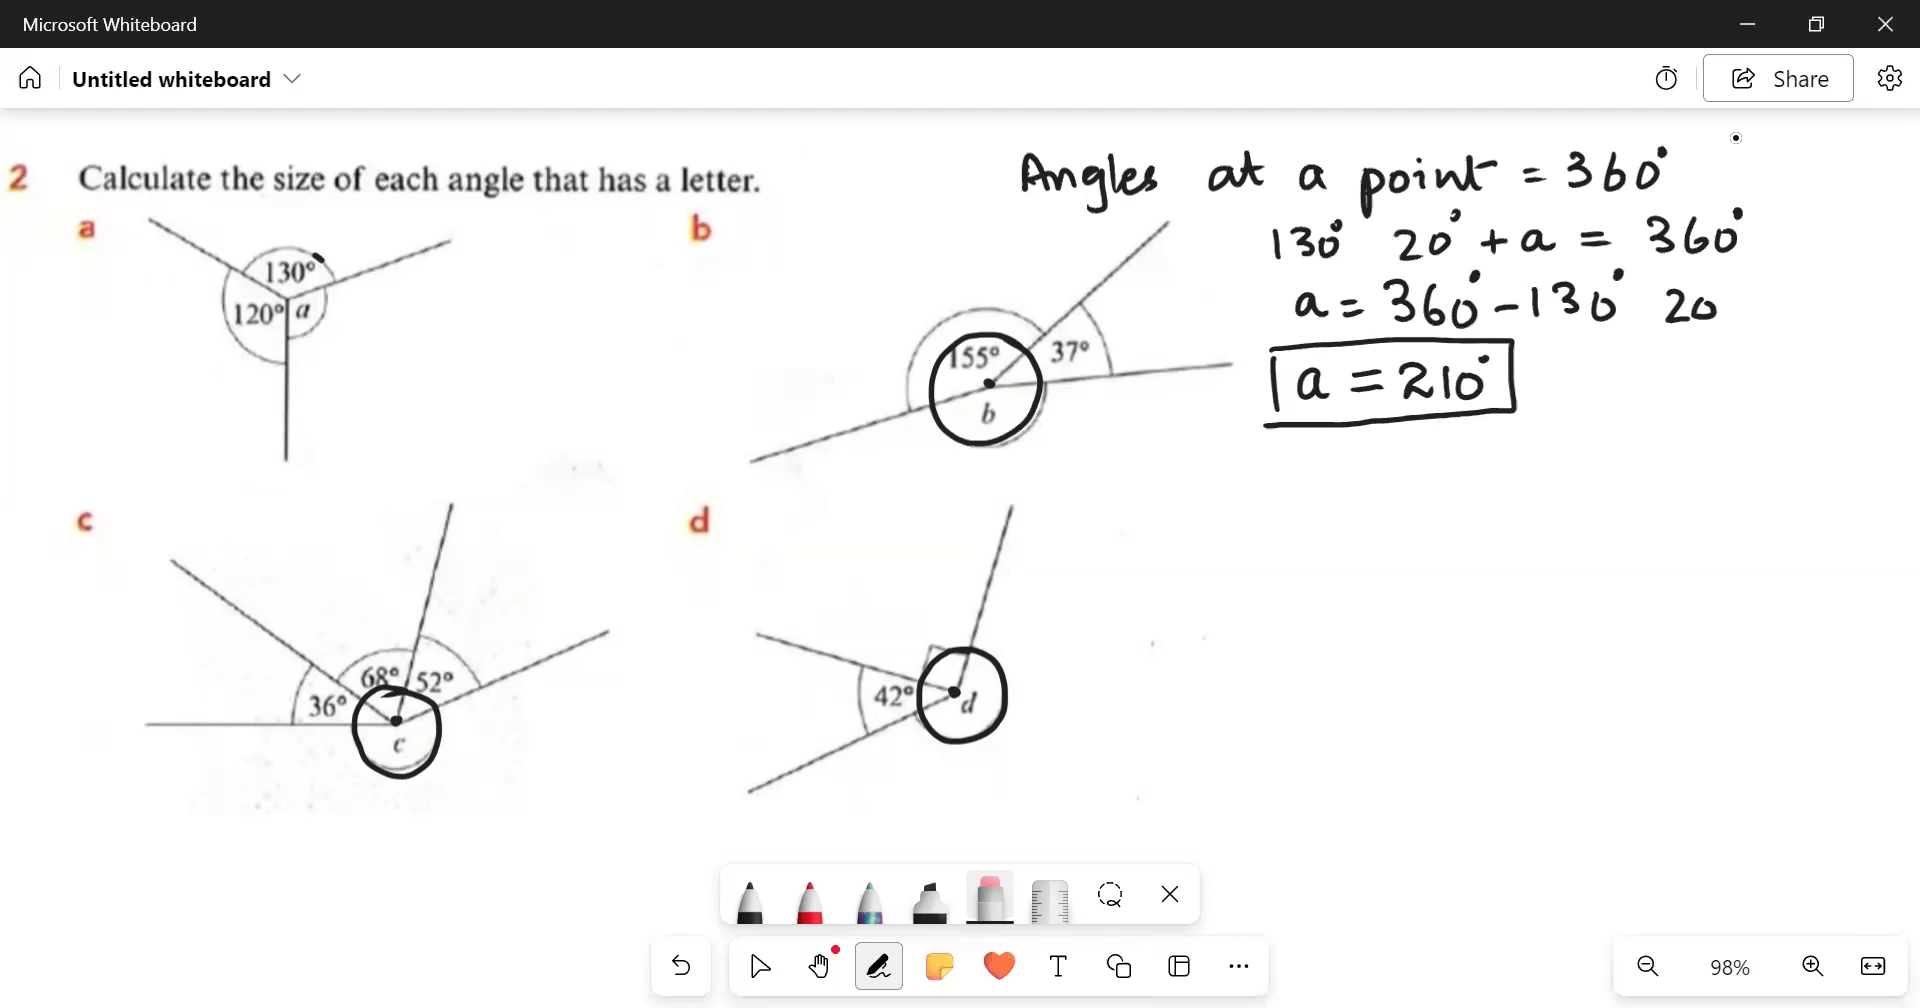 Microsoft Whiteboard
Untitled whiteboard
Share
2 Calculate the size of each angle that has a letter.
Angles at a point = 360°
130° 20° + a = 360°
a = 360° - 130° 20
a = 210°
a
130°
120° a
b
155° 37°
b
c
68° 52°
36°
c
d
42° d
T
98%